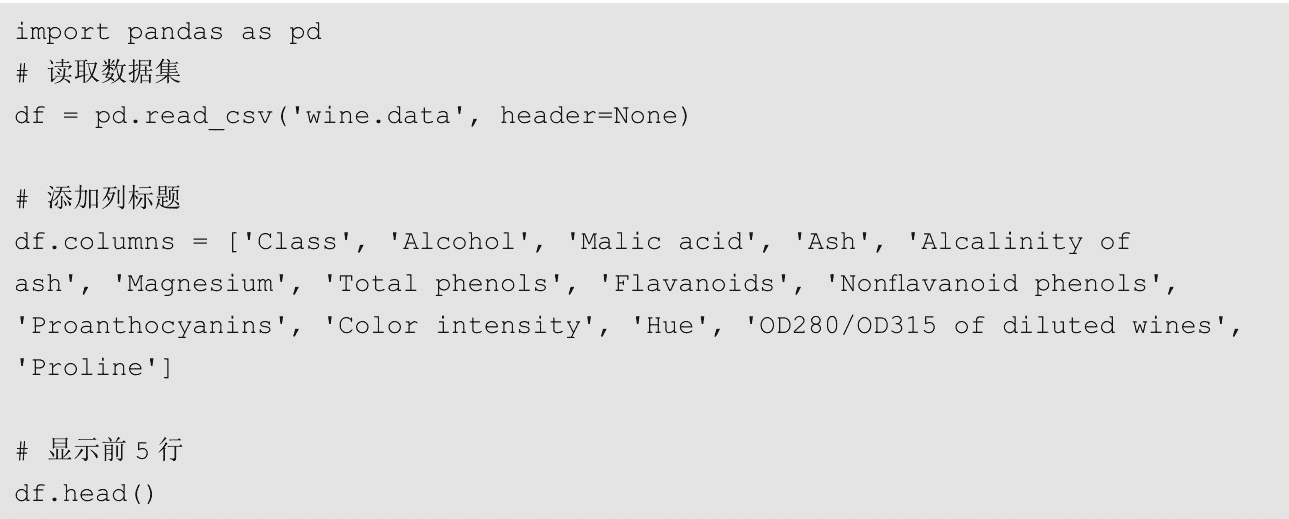 import pandas as pd
# 读取数据集
df = pd.read_csv('wine.data', header=None)
# 添加列标题
df.columns = ['Class', 'Alcohol', 'Malic acid', 'Ash', 'Alcalinity of
ash', 'Magnesium', 'Total phenols', 'Flavanoids', 'Nonflavanoid phenols',
'Proanthocyanins', 'Color intensity', 'Hue', 'OD280/OD315 of diluted wines',
'Proline']
# 显示前 5 行
df.head()